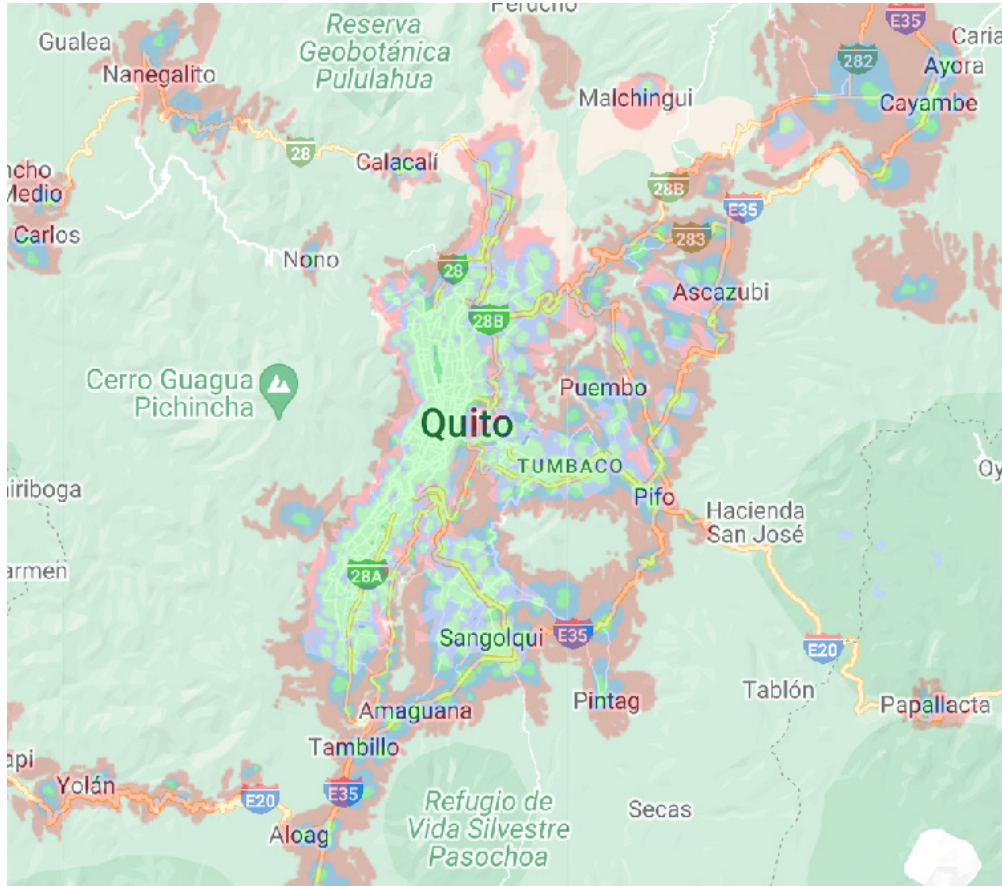 Perucho
Reserva
Geobotánica
Pululahua
E35
Caria
Gualea
282
Ayora
Nanegalito
Malchingui
Cayambe
28
Calacalí
ncho
Medio
28B
E35
Carlos
283
Nono
28
Ascazubi
28B
Cerro Guagua
Pichincha
Puembo
Quito
TUMBACO
Oy
iriboga
Pifo
Hacienda
San José
armen
28A
Sangolqui
E35
E20
Tablón
Pintag
Papallacta
Amaguana
Tambillo
api
Yolán
E20
E35
Refugio de
Vida Silvestre
Pasochoa
Secas
Aloag